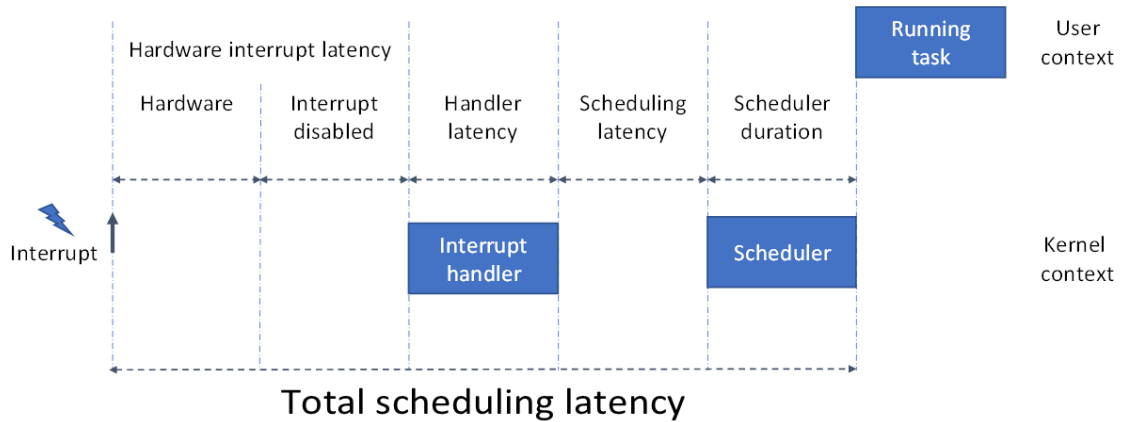 Running
task
User
context
Hardware interrupt latency
Hardware
Interrupt
disabled
Handler
latency
Scheduling
latency
Scheduler
duration
Interrupt
Interrupt
handler
Scheduler
Kernel
context
Total scheduling latency